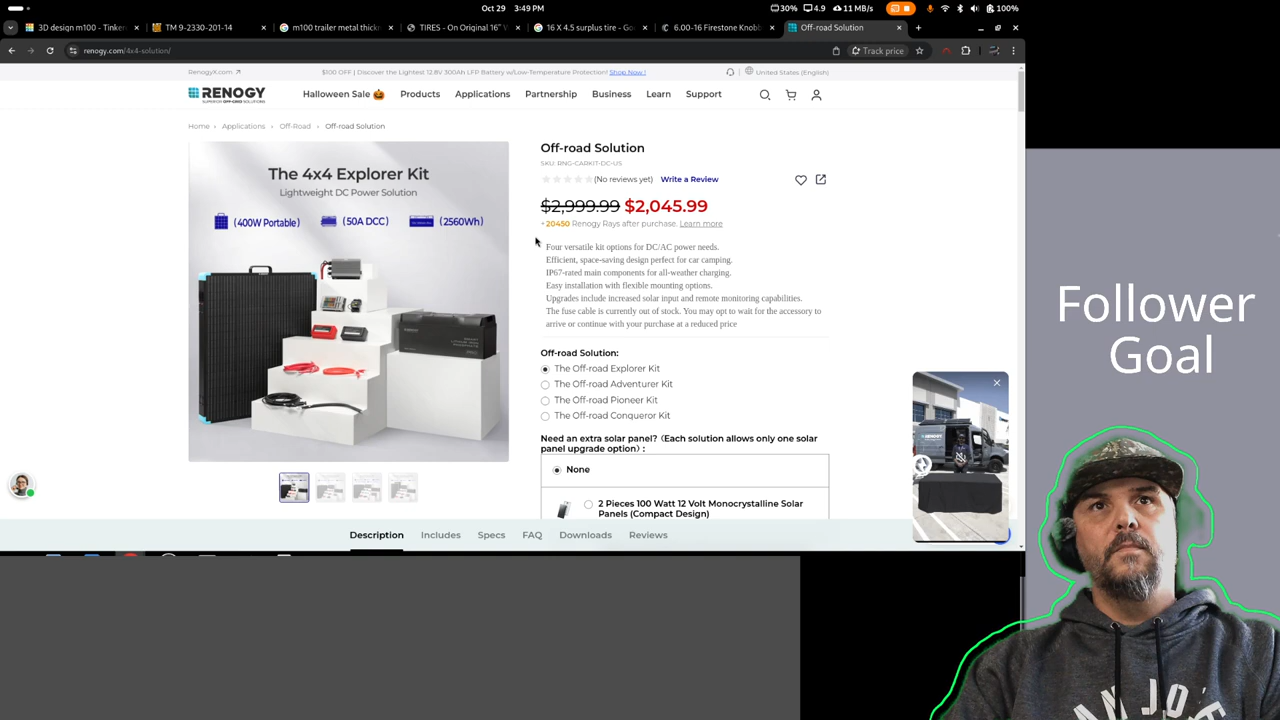 Oct 29 3:49 PM
30% 4.9 11 MB/s 100%
3D design m100 - Tinker
TM 9-2330-201-14
m100 trailer metal thickn
TIRES - On Original 16" W
16 X 4.5 surplus tire - Go
6.00-16 Firestone Knobb
Off-road Solution
renogy.com/4x4-solution/
Track price
RenogyX.com
$100 OFF | Discover the Lightest 12.8V 300Ah LFP Battery w/Low-Temperature Protection! Shop Now !
United States (English)
RENOGY
Halloween Sale 🎃 Products Applications Partnership Business Learn Support
Home › Applications › Off-Road › Off-road Solution
The 4x4 Explorer Kit
Lightweight DC Power Solution
(400W Portable) (50A DCC) (2560Wh)
Off-road Solution
SKU: RNG-CARKIT-DC-US
(No reviews yet) Write a Review
$2,999.99 $2,045.99
+20450 Renogy Rays after purchase. Learn more
Four versatile kit options for DC/AC power needs.
Efficient, space-saving design perfect for car camping.
IP67-rated main components for all-weather charging.
Easy installation with flexible mounting options.
Upgrades include increased solar input and remote monitoring capabilities.
The fuse cable is currently out of stock. You may opt to wait for the accessory to
arrive or continue with your purchase at a reduced price
Off-road Solution:
The Off-road Explorer Kit
The Off-road Adventurer Kit
The Off-road Pioneer Kit
The Off-road Conqueror Kit
Need an extra solar panel?（Each solution allows only one solar
panel upgrade option）:
None
2 Pieces 100 Watt 12 Volt Monocrystalline Solar
Panels (Compact Design)
RENOGY
Description Includes Specs FAQ Downloads Reviews
Follower
Goal